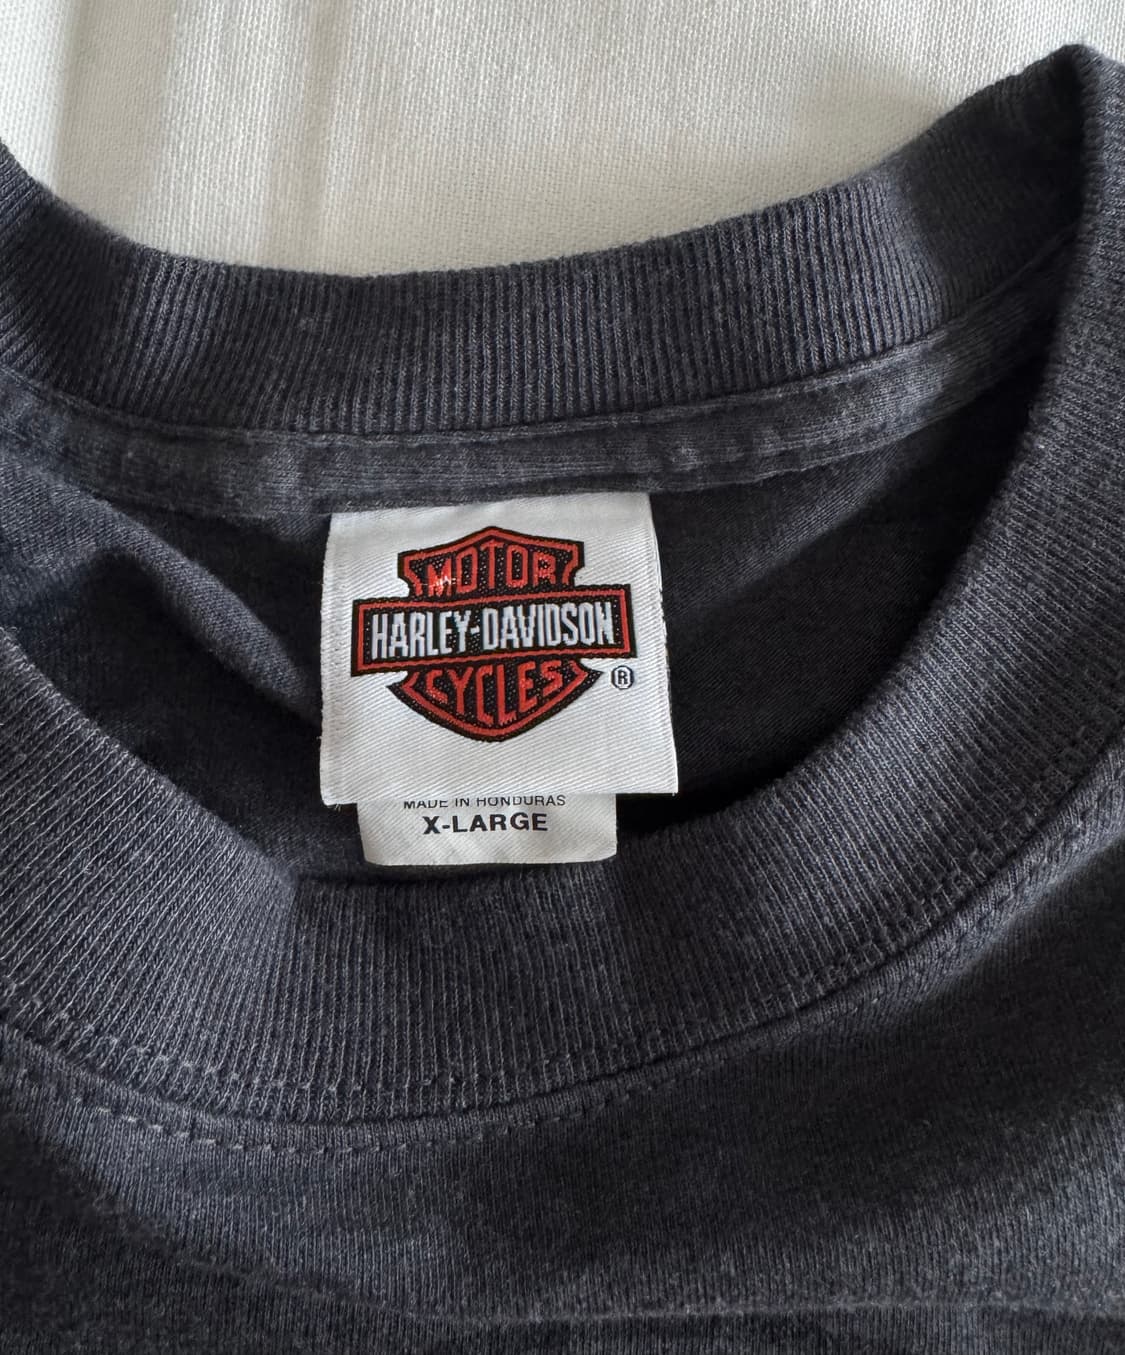 MOTOR
HARLEY-DAVIDSON
CYCLES
®
MADE IN HONDURAS
X-LARGE